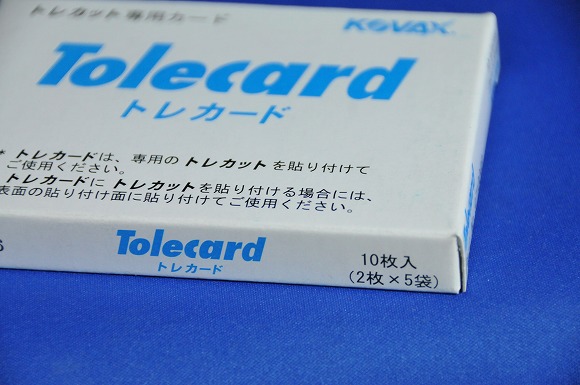 トレカット専用カード
KOVAX
Tolecard
トレカード
* トレカードは、専用の トレカット を貼り付けて
ご使用ください。
トレカードに トレカット を貼り付ける場合には、
表面の貼り付け面に貼り付けてご使用ください。
Tolecard
トレカード
10枚入
(2枚×5袋)